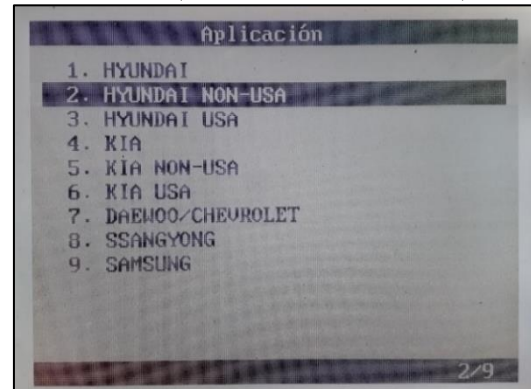 Aplicación
1. HYUNDAI
2. HYUNDAI NON-USA
3. HYUNDAI USA
4. KIA
5. KIA NON-USA
6. KIA USA
7. DAEWOO/CHEVROLET
8. SSANGYONG
9. SAMSUNG
2/9